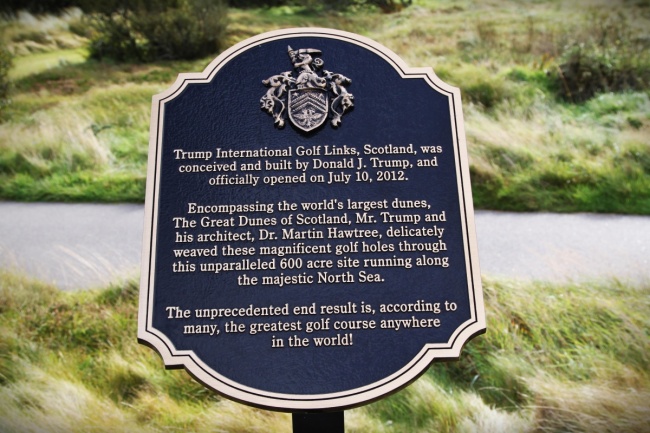 Trump International Golf Links, Scotland, was
conceived and built by Donald J. Trump, and
officially opened on July 10, 2012.
Encompassing the world's largest dunes,
The Great Dunes of Scotland, Mr. Trump and
his architect, Dr. Martin Hawtree, delicately
weaved these magnificent golf holes through
this unparalleled 600 acre site running along
the majestic North Sea.
The unprecedented end result is, according to
many, the greatest golf course anywhere
in the world!